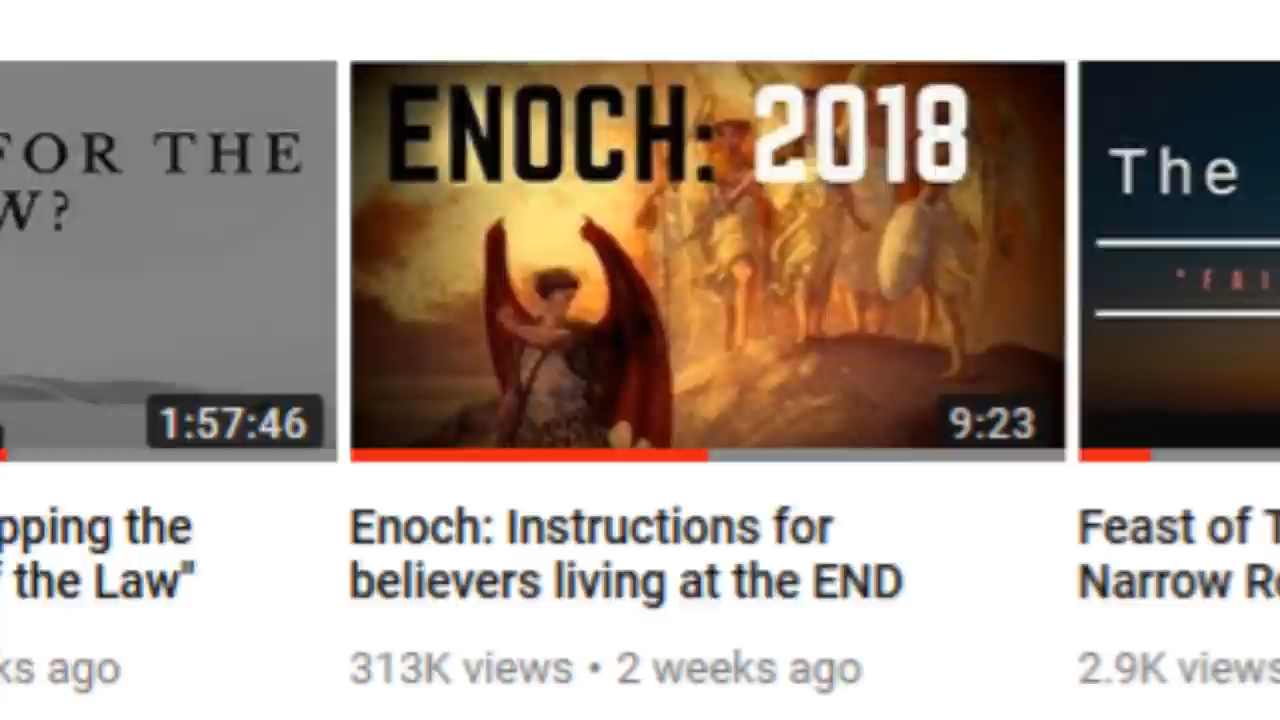 FOR THE
W?
1:57:46
pping the
the Law"
ks ago
ENOCH: 2018
9:23
Enoch: Instructions for
believers living at the END
313K views • 2 weeks ago
The
"FAI
Feast of T
Narrow R
2.9K views